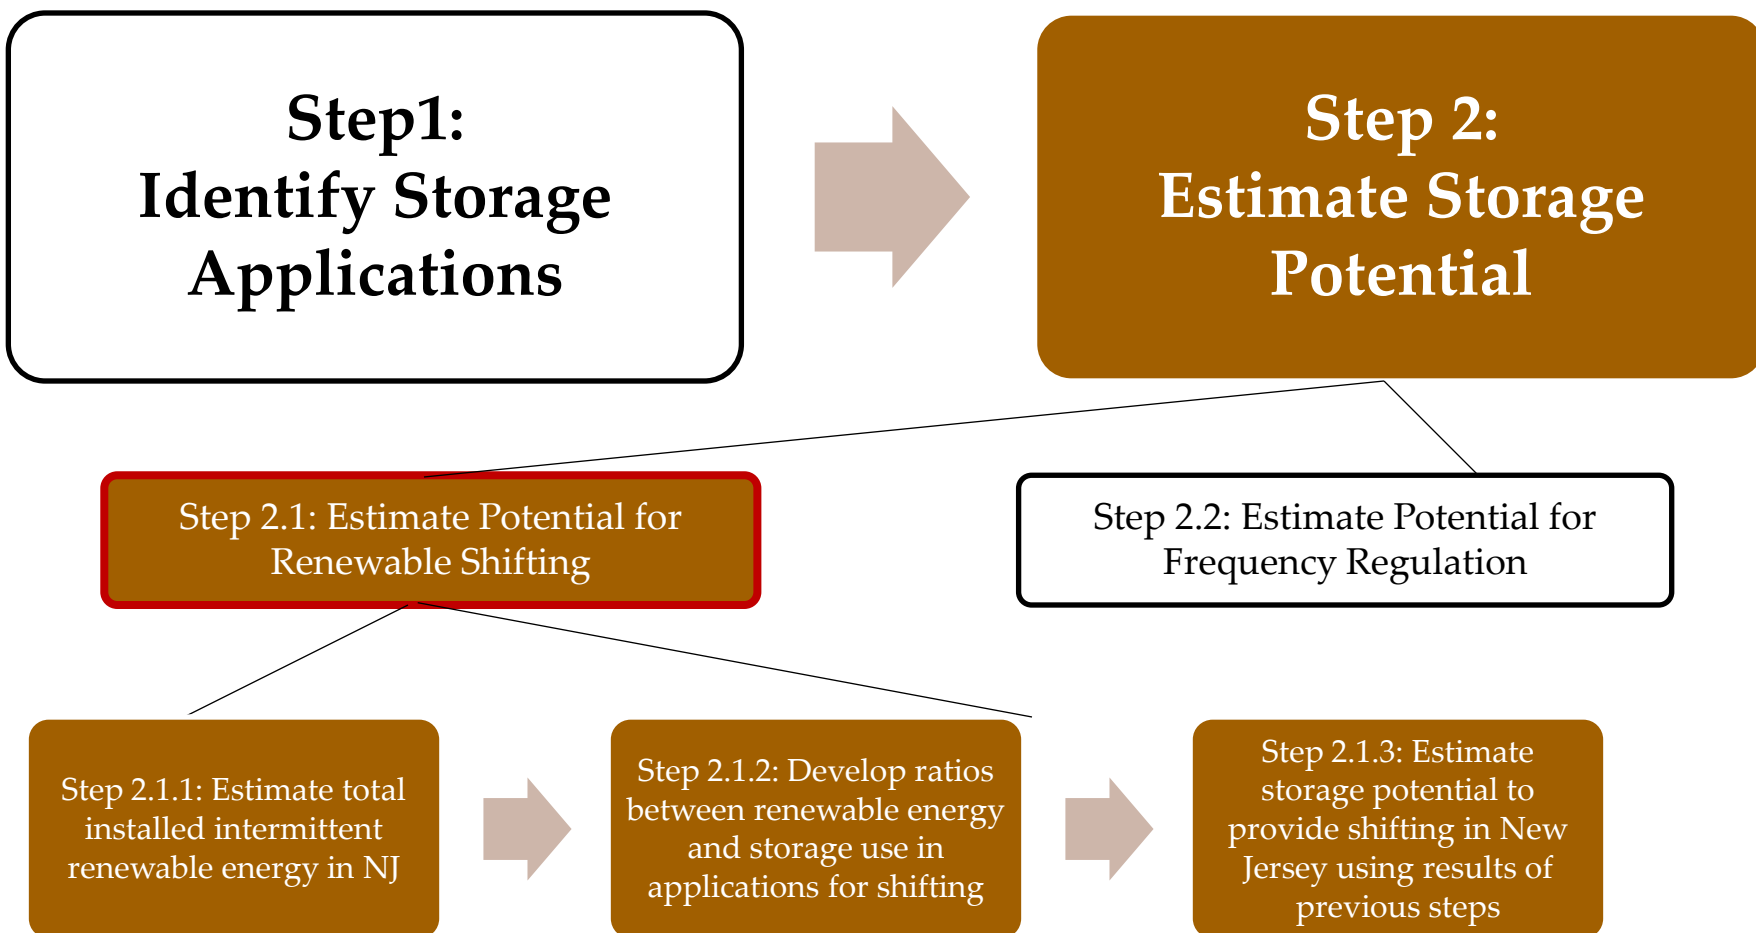 Step1:
Identify Storage
Applications
Step 2:
Estimate Storage
Potential
Step 2.1: Estimate Potential for
Renewable Shifting
Step 2.2: Estimate Potential for
Frequency Regulation
Step 2.1.1: Estimate total
installed intermittent
renewable energy in NJ
Step 2.1.2: Develop ratios
between renewable energy
and storage use in
applications for shifting
Step 2.1.3: Estimate
storage potential to
provide shifting in New
Jersey using results of
previous steps